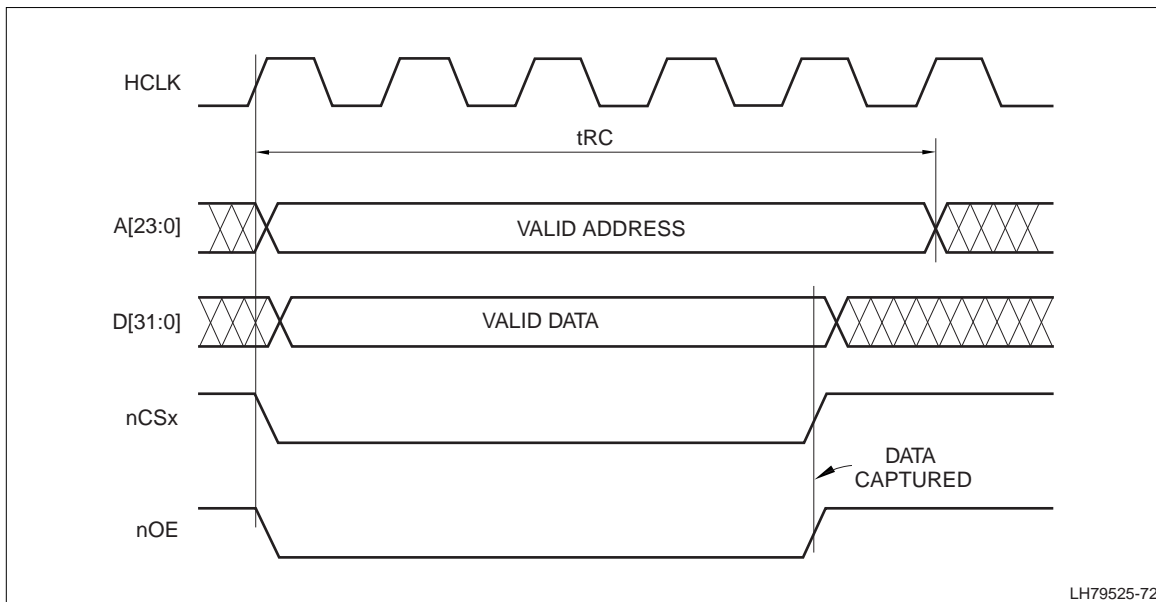 HCLK
tRC
A[23:0]
VALID ADDRESS
D[31:0]
VALID DATA
nCSx
DATA
CAPTURED
nOE
LH79525-72